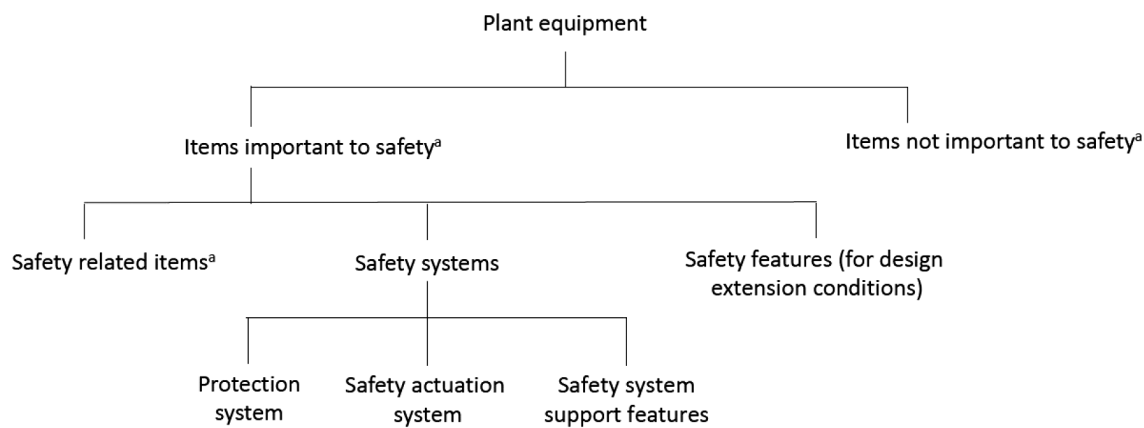 Plant equipment
Items important to safetyᵃ
Items not important to safetyᵃ
Safety related itemsᵃ
Safety systems
Safety features (for design
extension conditions)
Protection
system
Safety actuation
system
Safety system
support features